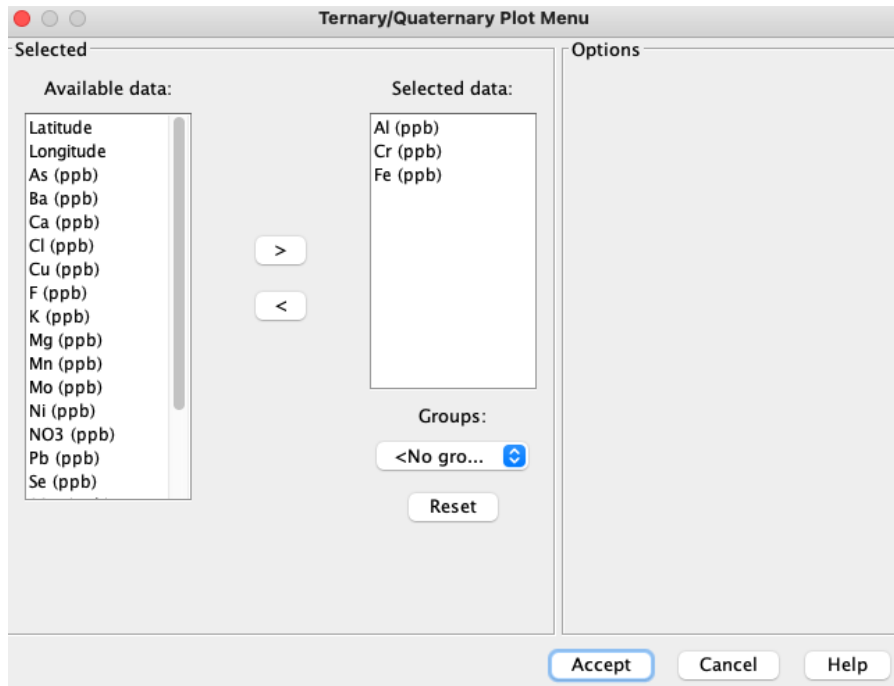 Ternary/Quaternary Plot Menu
Selected
Options
Available data:
Selected data:
Latitude
Longitude
As (ppb)
Ba (ppb)
Ca (ppb)
Cl (ppb)
Cu (ppb)
F (ppb)
K (ppb)
Mg (ppb)
Mn (ppb)
Mo (ppb)
Ni (ppb)
NO3 (ppb)
Pb (ppb)
Se (ppb)
>
<
Al (ppb)
Cr (ppb)
Fe (ppb)
Groups:
<No gro...
Reset
Accept
Cancel
Help